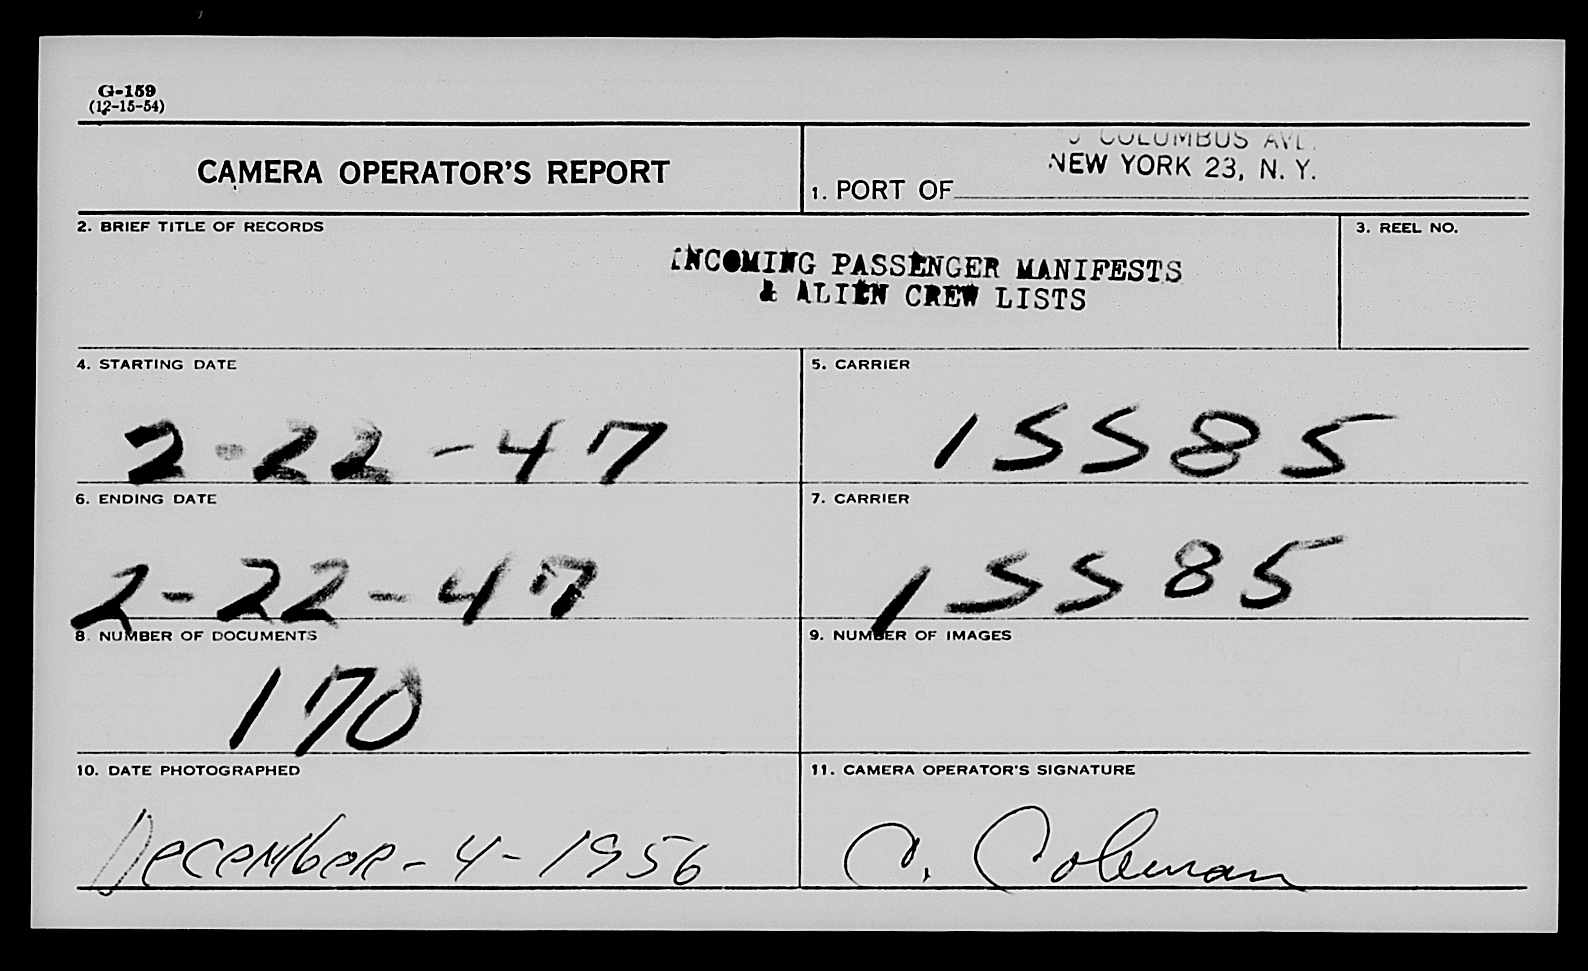 G-159
(12-15-54)
CAMERA OPERATOR'S REPORT
COLUMBUS AVE.
NEW YORK 23, N. Y.
1. PORT OF
2. BRIEF TITLE OF RECORDS
3. REEL NO.
INCOMING PASSENGER MANIFESTS
& ALIEN CREW LISTS
4. STARTING DATE
5. CARRIER
2-22-47
15585
6. ENDING DATE
7. CARRIER
2-22-47
15585
8. NUMBER OF DOCUMENTS
9. NUMBER OF IMAGES
170
10. DATE PHOTOGRAPHED
11. CAMERA OPERATOR'S SIGNATURE
December-4-1956
C. Coleman